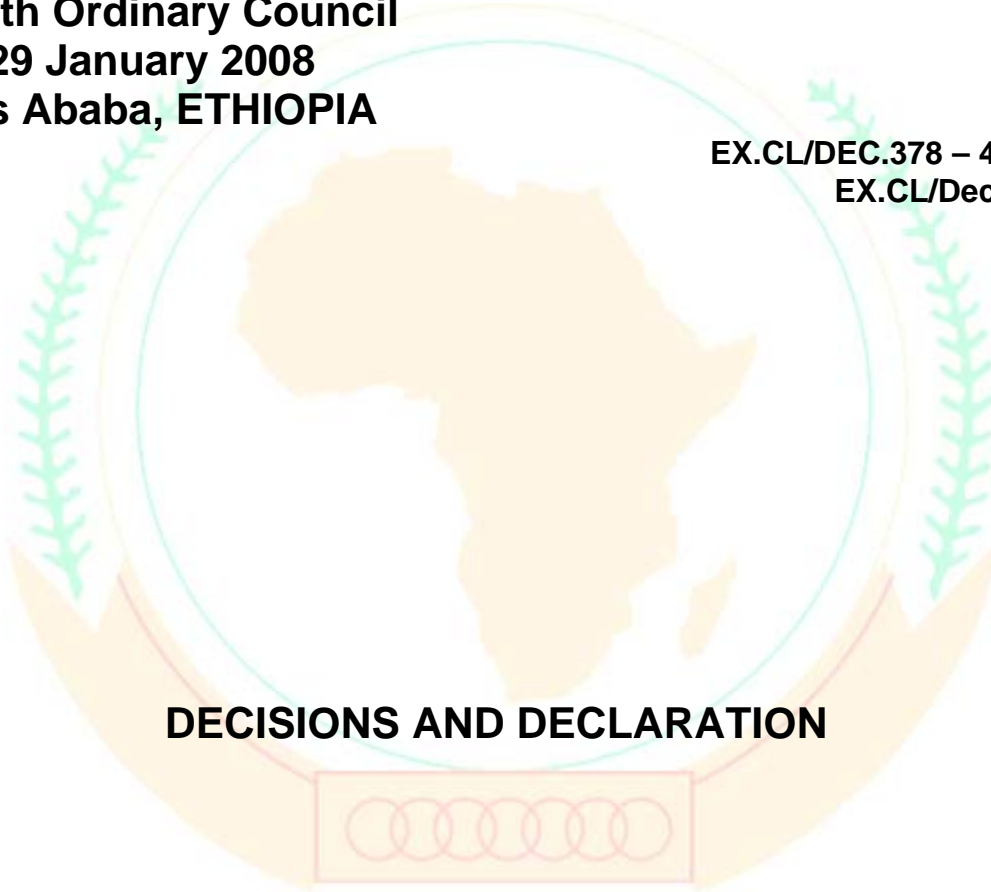 th Ordinary Council
29 January 2008
s Ababa, ETHIOPIA
EX.CL/DEC.378 – 4
EX.CL/Dec
DECISIONS AND DECLARATION